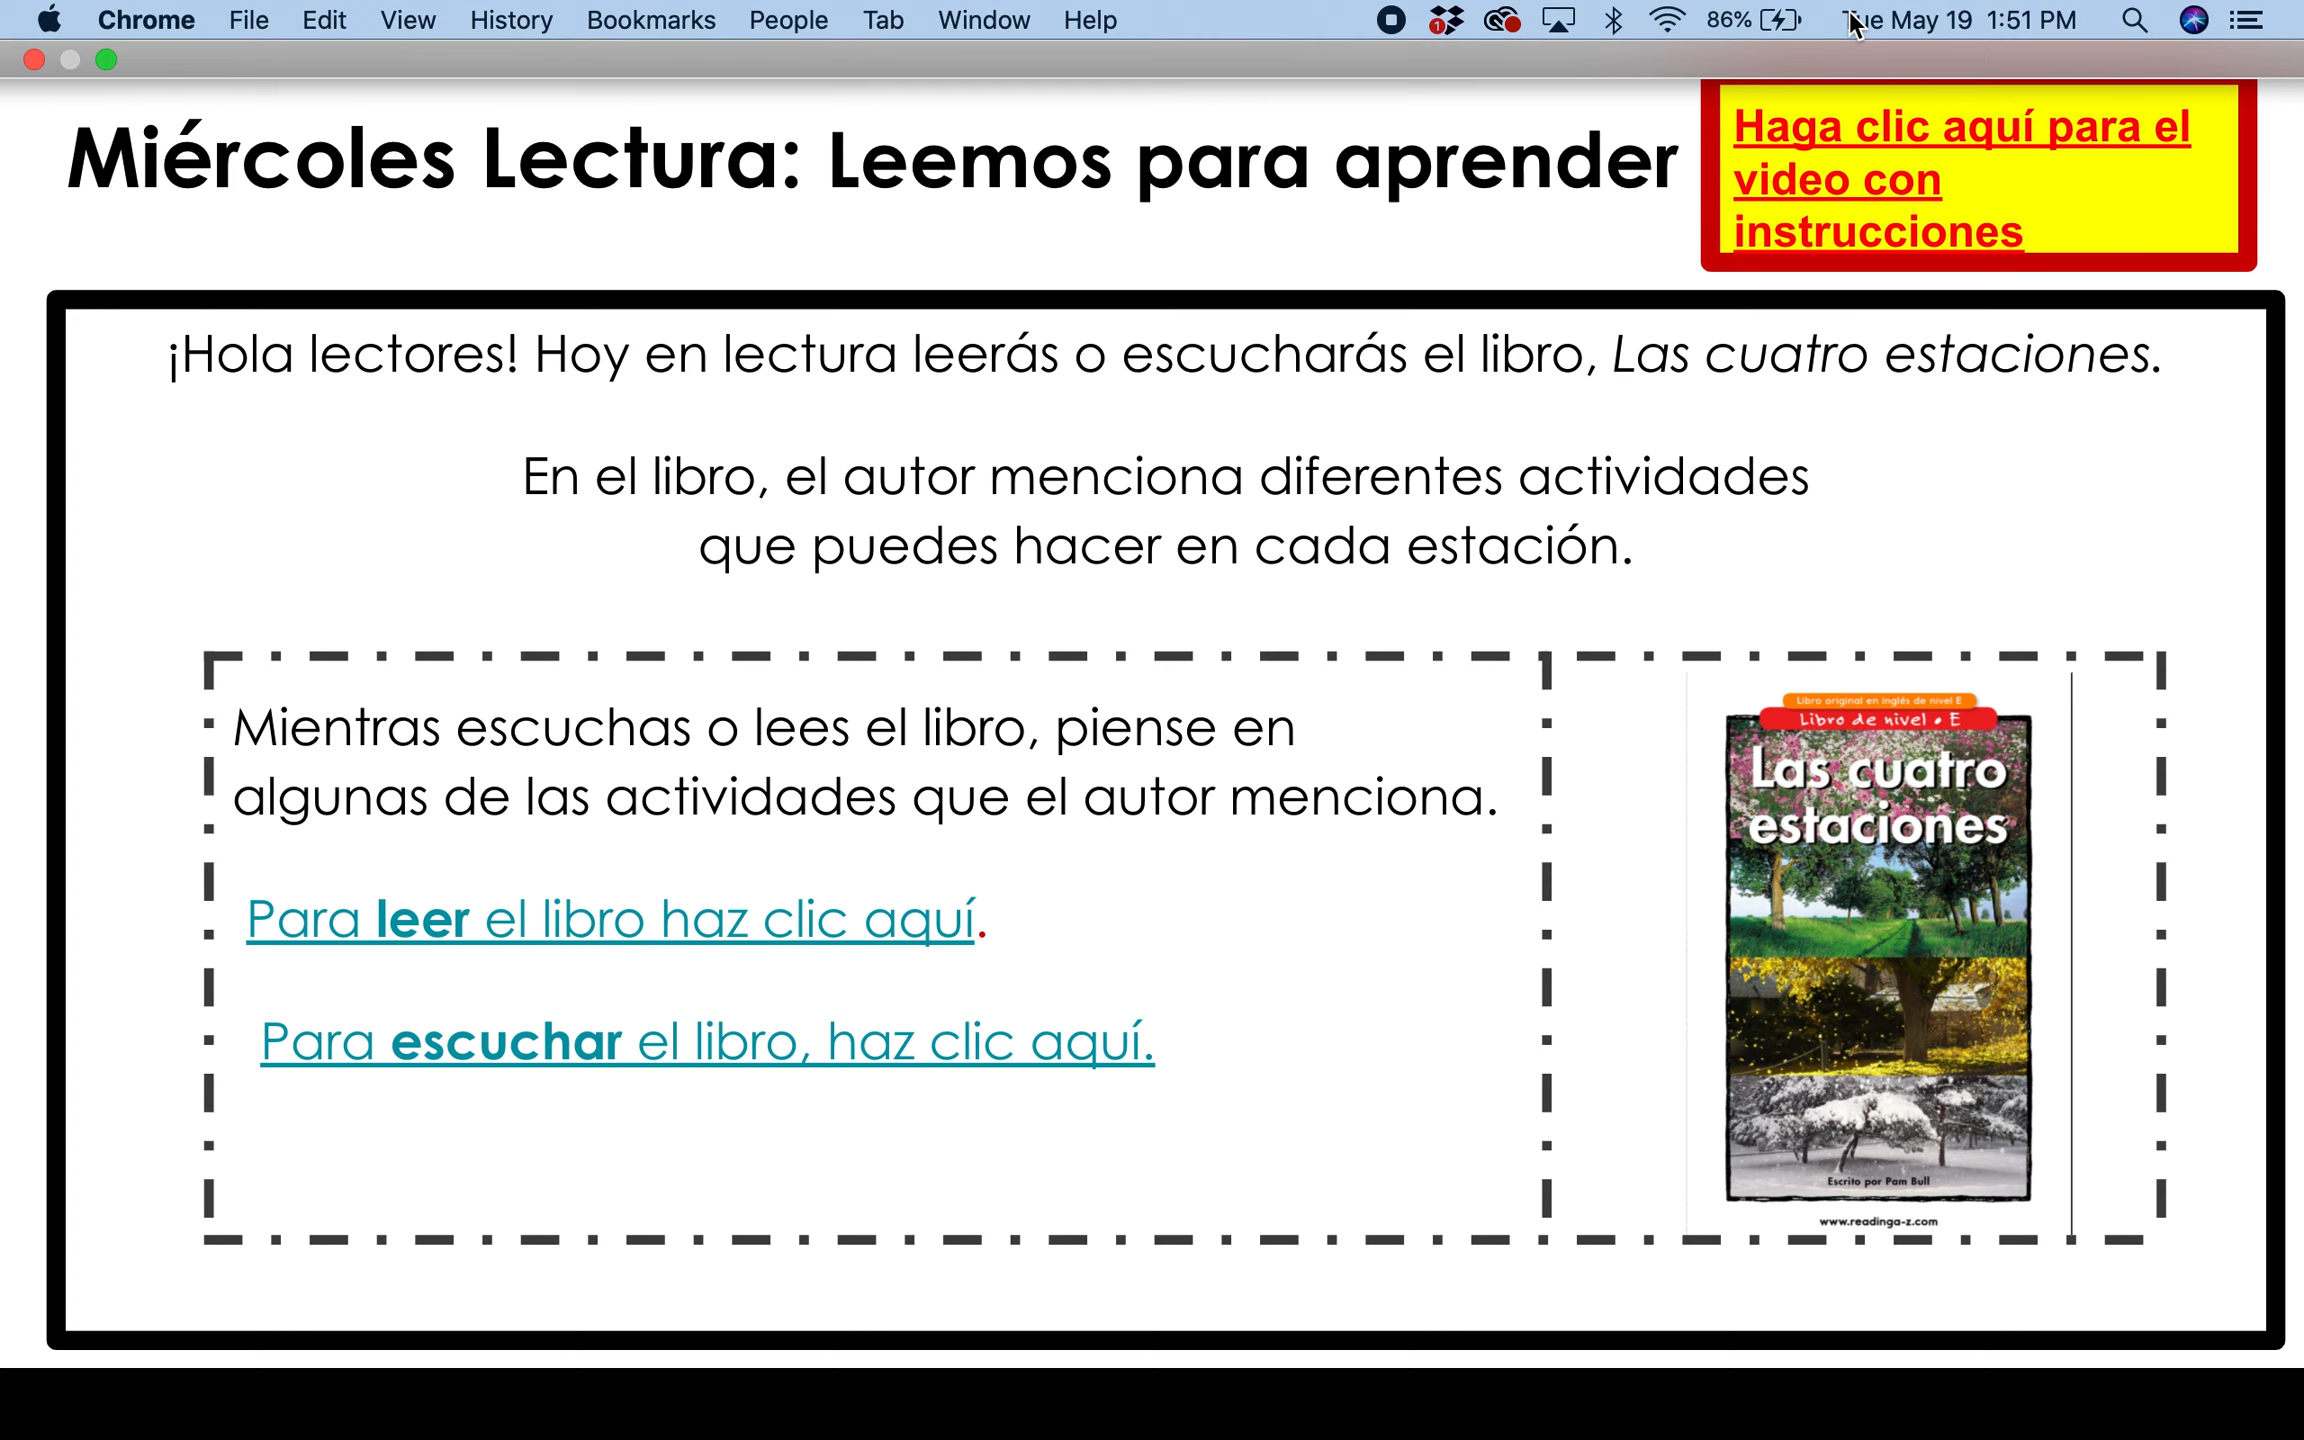 Chrome File Edit View History Bookmarks People Tab Window Help 1 86% Tue May 19 1:51 PM
Miércoles Lectura: Leemos para aprender
Haga clic aquí para el
video con
instrucciones
¡Hola lectores! Hoy en lectura leerás o escucharás el libro, Las cuatro estaciones.
En el libro, el autor menciona diferentes actividades
que puedes hacer en cada estación.
Mientras escuchas o lees el libro, piense en
algunas de las actividades que el autor menciona.
Para leer el libro haz clic aquí.
Para escuchar el libro, haz clic aquí.
Libro original en inglés de nivel E
Libro de nivel • E
Las cuatro
estaciones
Escrito por Pam Bull
www.readinga-z.com